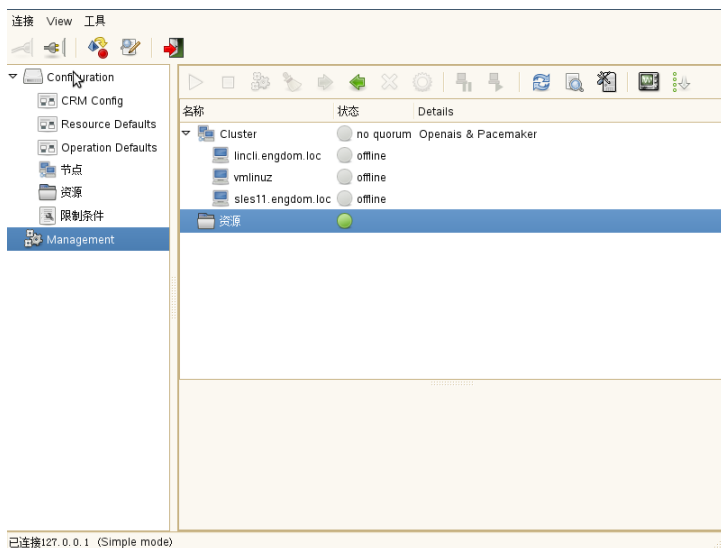 连接 View 工具
Configuration
CRM Config
Resource Defaults
Operation Defaults
节点
资源
限制条件
Management
名称 状态 Details
Cluster no quorum Openais & Pacemaker
lincli.engdom.loc offline
vmlinuz offline
sles11.engdom.loc offline
资源
已连接127.0.0.1 (Simple mode)